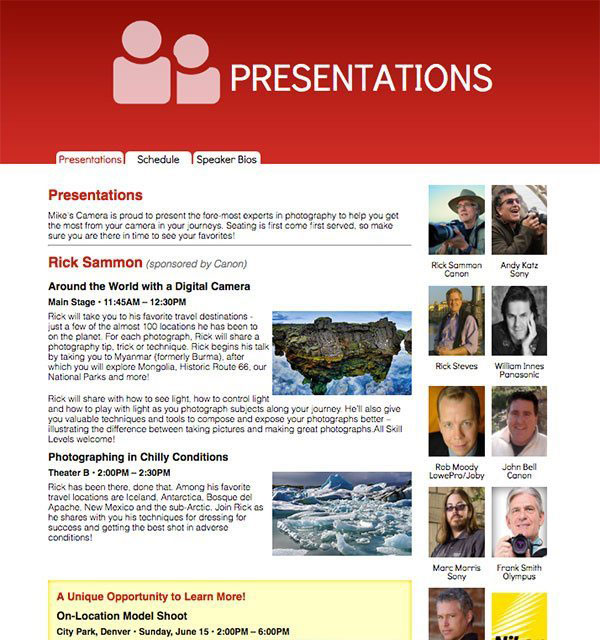 PRESENTATIONS
Presentations
Schedule
Speaker Bios
Presentations
Mike's Camera is proud to present the fore-most experts in photography to help you get
the most from your camera in your journeys. Seating is first come first served, so make
sure you are there in time to see your favorites!
Rick Sammon (sponsored by Canon)
Around the World with a Digital Camera
Main Stage • 11:45AM – 12:30PM
Rick will take you to his favorite travel destinations -
just a few of the almost 100 locations he has been to
on the planet. For each photograph, Rick will share a
photography tip, trick or technique. Rick begins his talk
by taking you to Myanmar (formerly Burma), after
which you will explore Mongolia, Historic Route 66, our
National Parks and more!
Rick will share with how to see light, how to control light
and how to play with light as you photograph subjects along your journey. He'll also give
you valuable techniques and tools to compose and expose your photographs better –
illustrating the difference between taking pictures and making great photographs.All Skill
Levels welcome!
Photographing in Chilly Conditions
Theater B • 2:00PM – 2:30PM
Rick has been there, done that. Among his favorite
travel locations are Iceland, Antarctica, Bosque del
Apache, New Mexico and the sub-Arctic. Join Rick as
he shares with you his techniques for dressing for
success and getting the best shot in adverse
conditions!
A Unique Opportunity to Learn More!
On-Location Model Shoot
City Park, Denver • Sunday, June 15 • 2:00PM – 6:00PM
Rick Sammon
Canon
Andy Katz
Sony
Rick Steves
William Innes
Panasonic
Rob Moody
LowePro/Joby
John Bell
Canon
Marc Morris
Sony
Frank Smith
Olympus